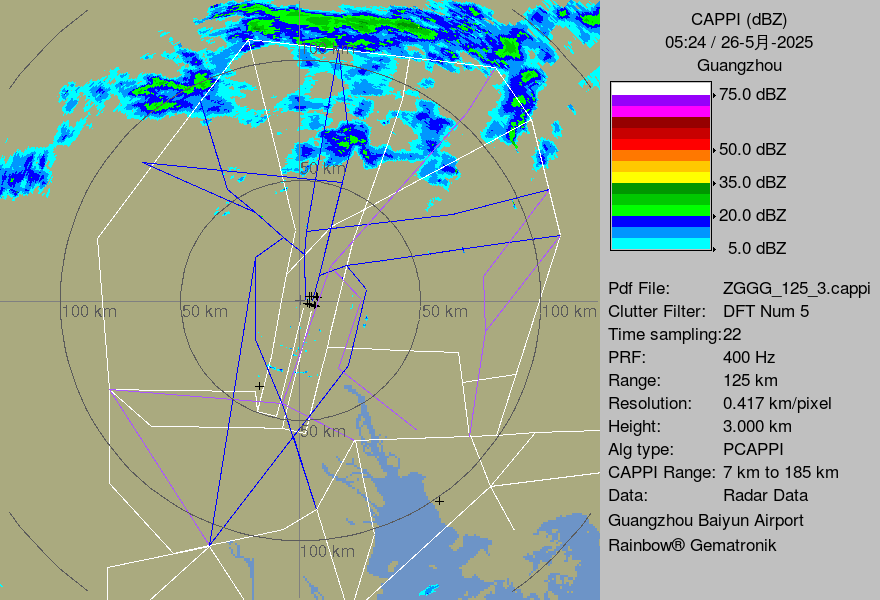 CAPPI (dBZ)
05:24 / 26-5月-2025
Guangzhou
75.0 dBZ
50.0 dBZ
35.0 dBZ
20.0 dBZ
5.0 dBZ
Pdf File: ZGGG_125_3.cappi
Clutter Filter: DFT Num 5
Time sampling:22
PRF: 400 Hz
Range: 125 km
Resolution: 0.417 km/pixel
Height: 3.000 km
Alg type: PCAPPI
CAPPI Range: 7 km to 185 km
Data: Radar Data
Guangzhou Baiyun Airport
Rainbow® Gematronik
100 km
50 km
100 km
50 km
50 km
100 km
50 km
100 km